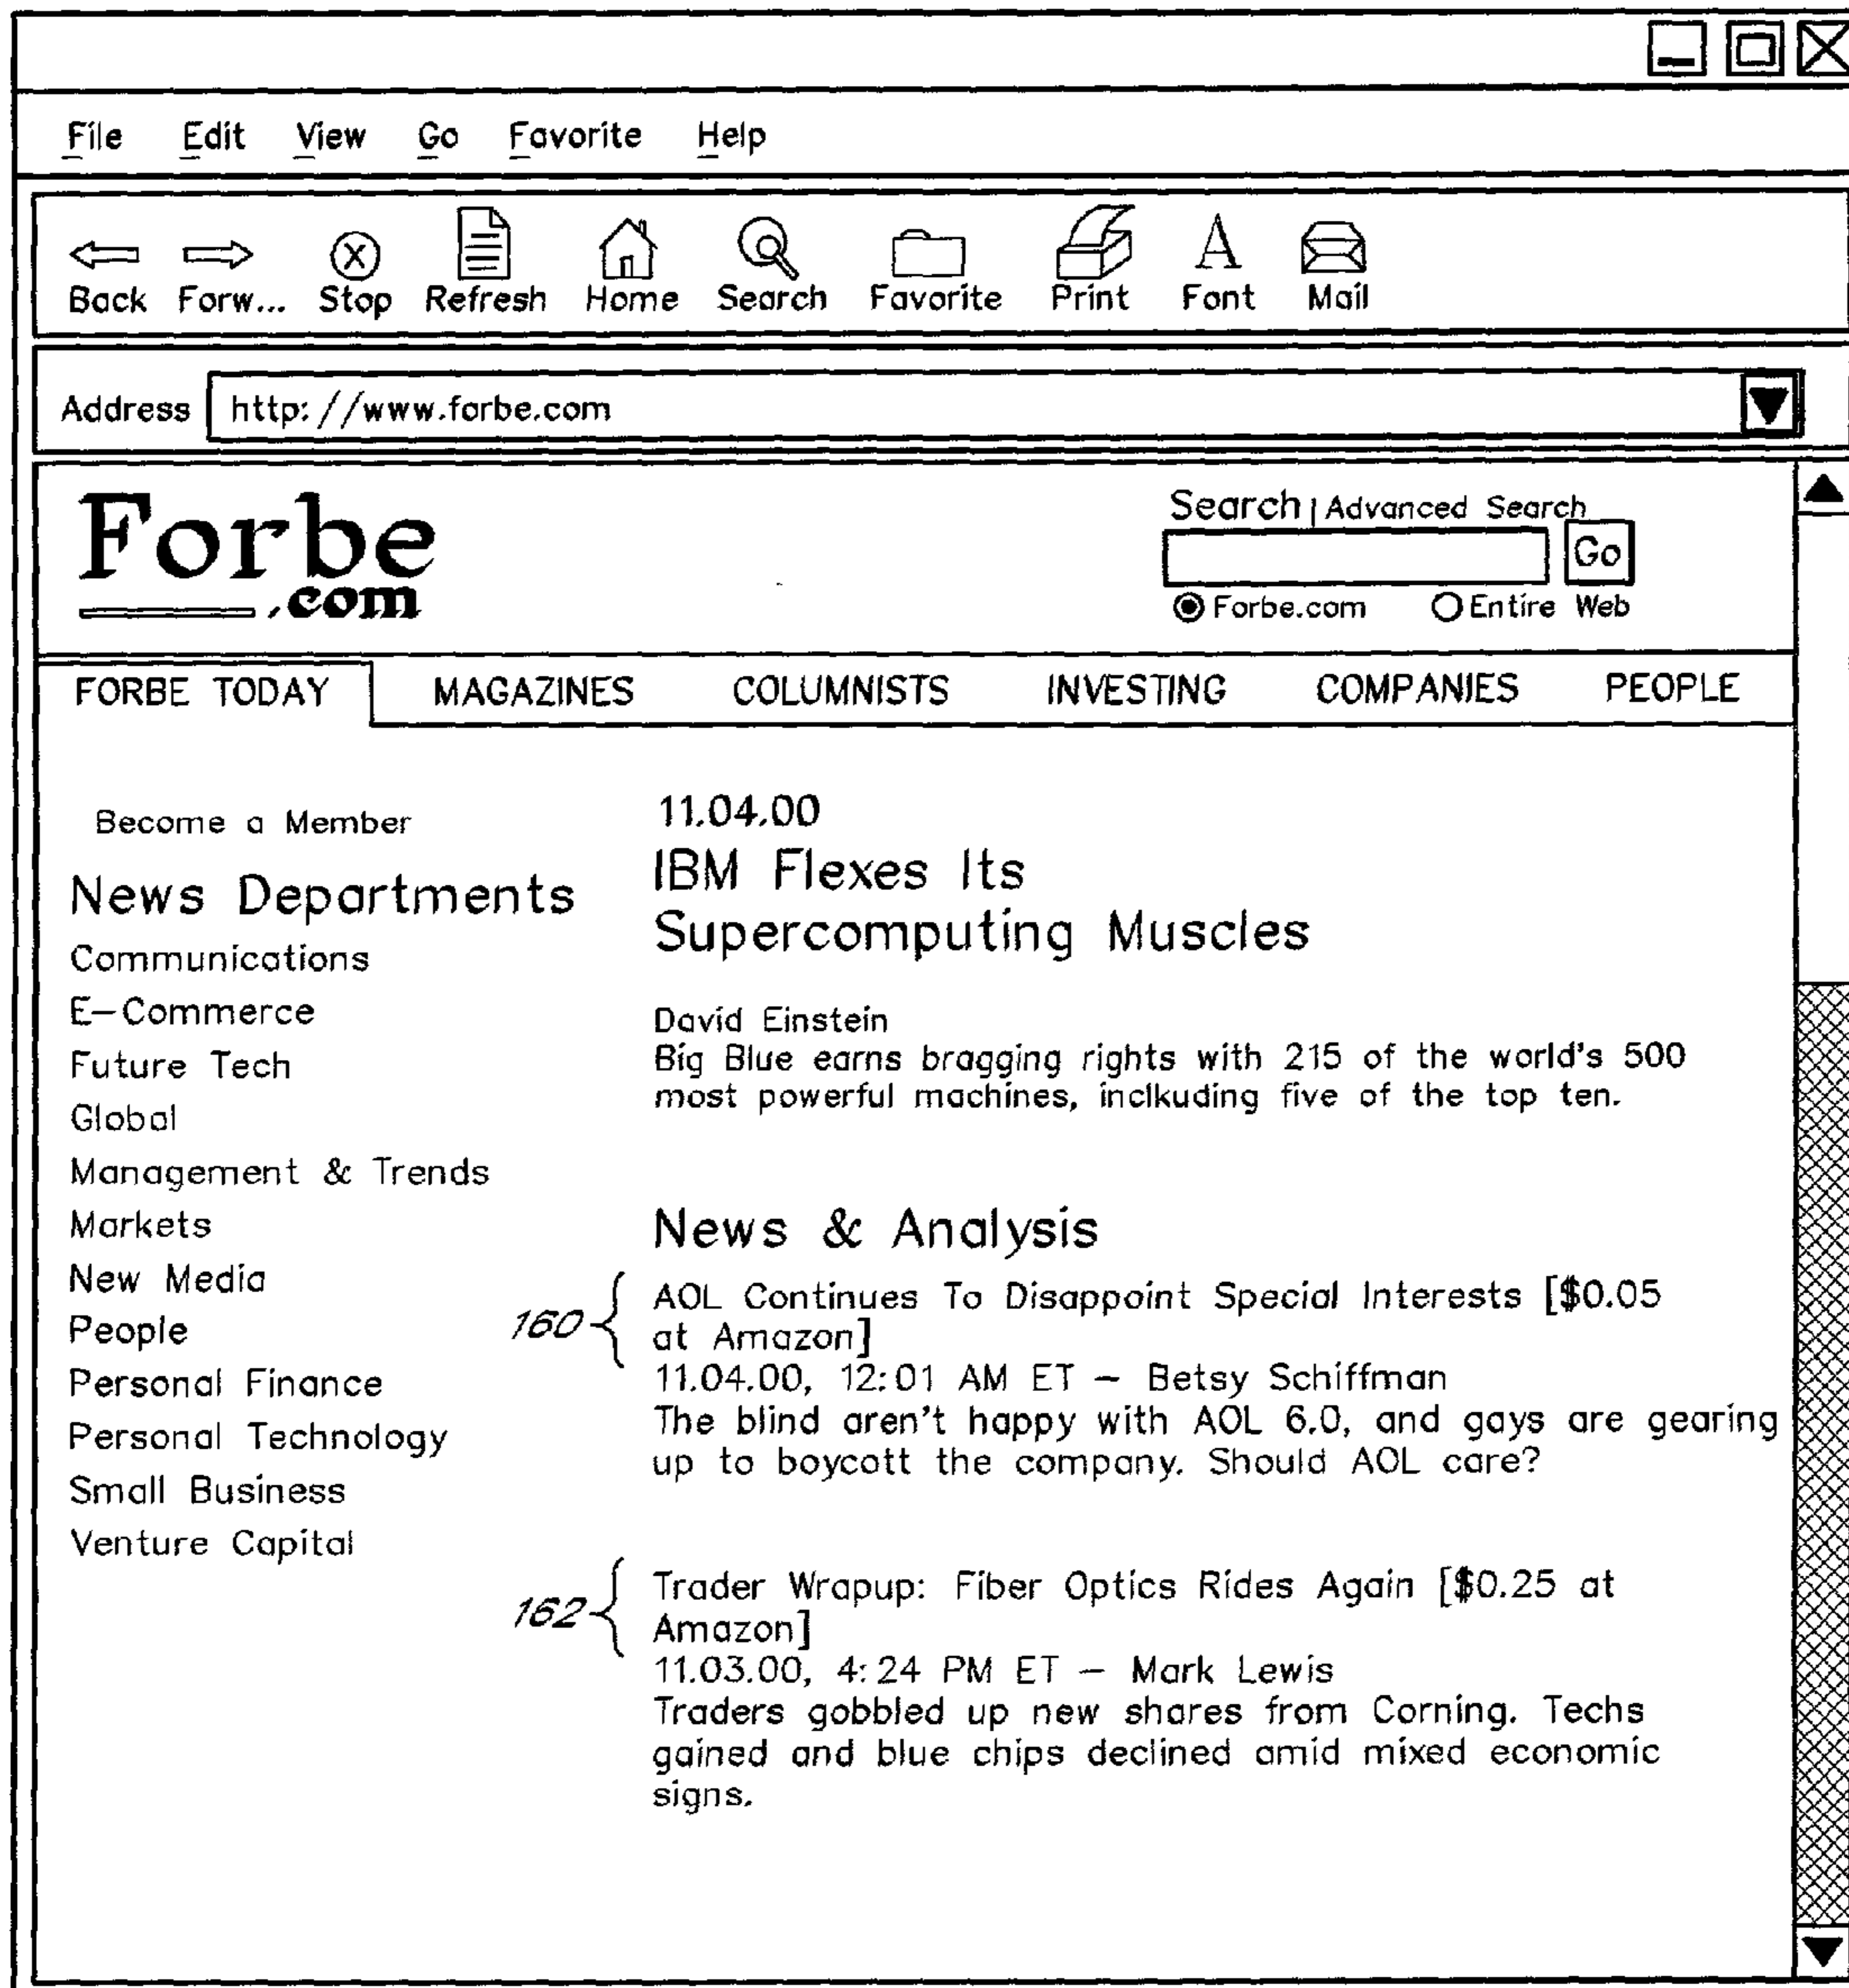 File Edit View Go Favorite Help
Back Forw... Stop Refresh Home Search Favorite Print Font Mail
Address http://www.forbe.com
Forbe
.com
Search | Advanced Search
Go
Forbe.com Entire Web
FORBE TODAY MAGAZINES COLUMNISTS INVESTING COMPANIES PEOPLE
Become a Member
News Departments
Communications
E-Commerce
Future Tech
Global
Management & Trends
Markets
New Media
People
Personal Finance
Personal Technology
Small Business
Venture Capital
11.04.00
IBM Flexes Its
Supercomputing Muscles
David Einstein
Big Blue earns bragging rights with 215 of the world's 500
most powerful machines, inclkuding five of the top ten.
News & Analysis
160
AOL Continues To Disappoint Special Interests [$0.05
at Amazon]
11.04.00, 12:01 AM ET – Betsy Schiffman
The blind aren't happy with AOL 6.0, and gays are gearing
up to boycott the company. Should AOL care?
162
Trader Wrapup: Fiber Optics Rides Again [$0.25 at
Amazon]
11.03.00, 4:24 PM ET – Mark Lewis
Traders gobbled up new shares from Corning. Techs
gained and blue chips declined amid mixed economic
signs.